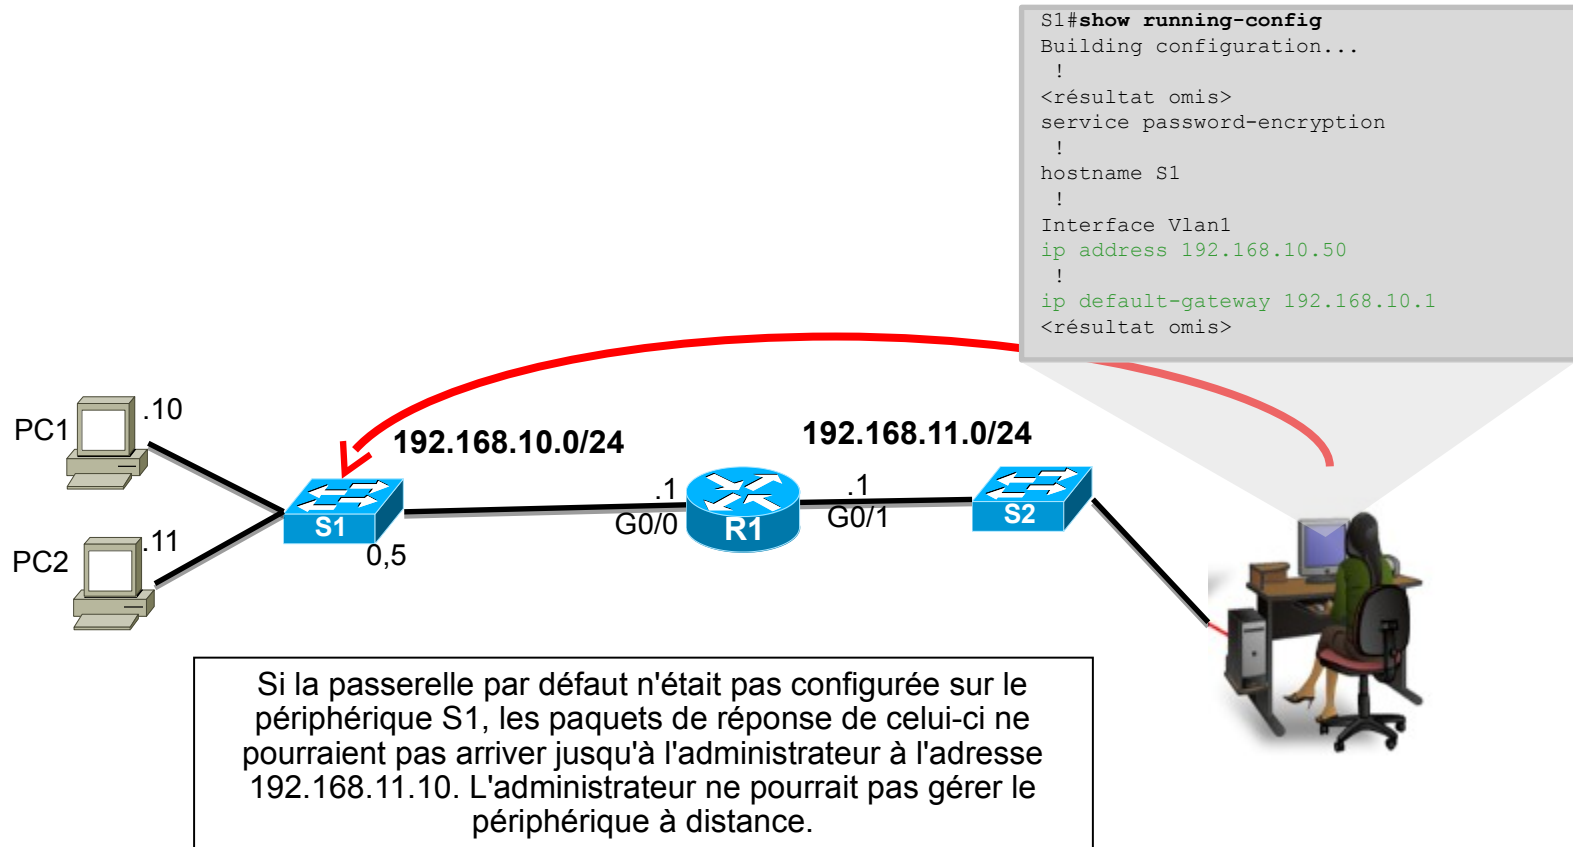 S1#show running-config
Building configuration...
!
<résultat omis>
service password-encryption
!
hostname S1
!
Interface Vlan1
ip address 192.168.10.50
!
ip default-gateway 192.168.10.1
<résultat omis>
PC1
.10
192.168.10.0/24
192.168.11.0/24
.1
.1
S1
G0/0
R1
G0/1
S2
PC2
.11
0,5
Si la passerelle par défaut n'était pas configurée sur le
périphérique S1, les paquets de réponse de celui-ci ne
pourraient pas arriver jusqu'à l'administrateur à l'adresse
192.168.11.10. L'administrateur ne pourrait pas gérer le
périphérique à distance.